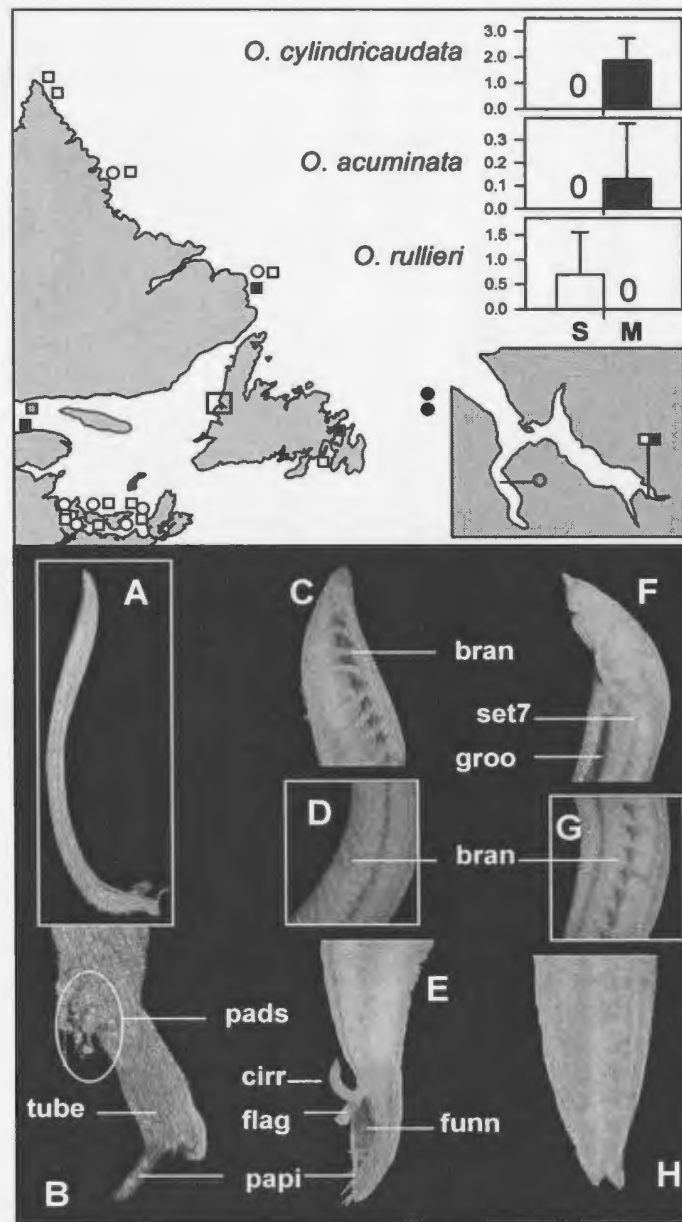 O. cylindricaudata
3.0
2.0
1.0
0.0
0
O. acuminata
0.3
0.2
0.1
0.0
0
O. rullieri
1.5
1.0
0.5
0.0
0
S M
A
C
F
bran
set7
groo
D
bran
G
E
pads
cirr
tube
flag
funn
papi
B
H